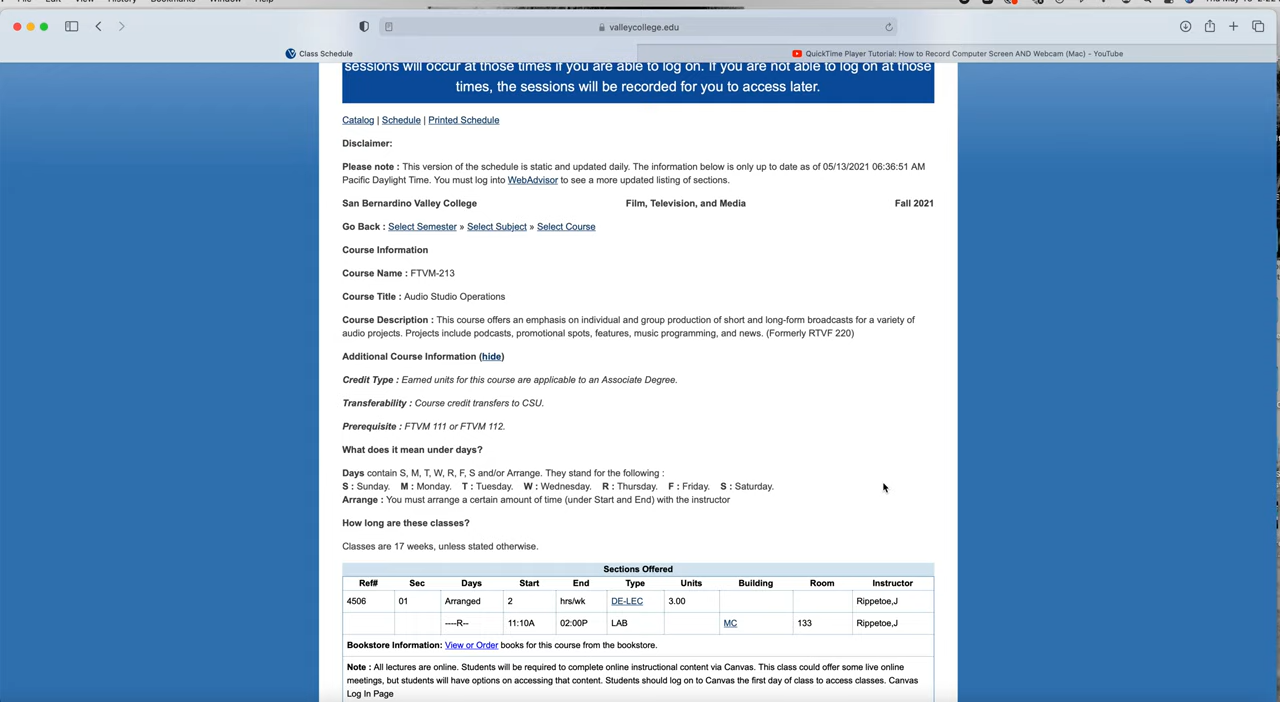 valleycollege.edu
Class Schedule
QuickTime Player Tutorial: How to Record Computer Screen AND Webcam (Mac) - YouTube
sessions will occur at those times if you are able to log on. If you are not able to log on at those
times, the sessions will be recorded for you to access later.
Catalog | Schedule | Printed Schedule
Disclaimer:
Please note : This version of the schedule is static and updated daily. The information below is only up to date as of 05/13/2021 06:36:51 AM
Pacific Daylight Time. You must log into WebAdvisor to see a more updated listing of sections.
San Bernardino Valley College Film, Television, and Media Fall 2021
Go Back : Select Semester » Select Subject » Select Course
Course Information
Course Name : FTVM-213
Course Title : Audio Studio Operations
Course Description : This course offers an emphasis on individual and group production of short and long-form broadcasts for a variety of
audio projects. Projects include podcasts, promotional spots, features, music programming, and news. (Formerly RTVF 220)
Additional Course Information (hide)
Credit Type : Earned units for this course are applicable to an Associate Degree.
Transferability : Course credit transfers to CSU.
Prerequisite : FTVM 111 or FTVM 112.
What does it mean under days?
Days contain S, M, T, W, R, F, S and/or Arrange. They stand for the following :
S : Sunday. M : Monday. T : Tuesday. W : Wednesday. R : Thursday. F : Friday. S : Saturday.
Arrange : You must arrange a certain amount of time (under Start and End) with the instructor
How long are these classes?
Classes are 17 weeks, unless stated otherwise.
Sections Offered
Ref# Sec Days Start End Type Units Building Room Instructor
4506 01 Arranged 2 hrs/wk DE-LEC 3.00 Rippetoe,J
----R-- 11:10A 02:00P LAB MC 133 Rippetoe,J
Bookstore Information: View or Order books for this course from the bookstore.
Note : All lectures are online. Students will be required to complete online instructional content via Canvas. This class could offer some live online
meetings, but students will have options on accessing that content. Students should log on to Canvas the first day of class to access classes. Canvas
Log In Page